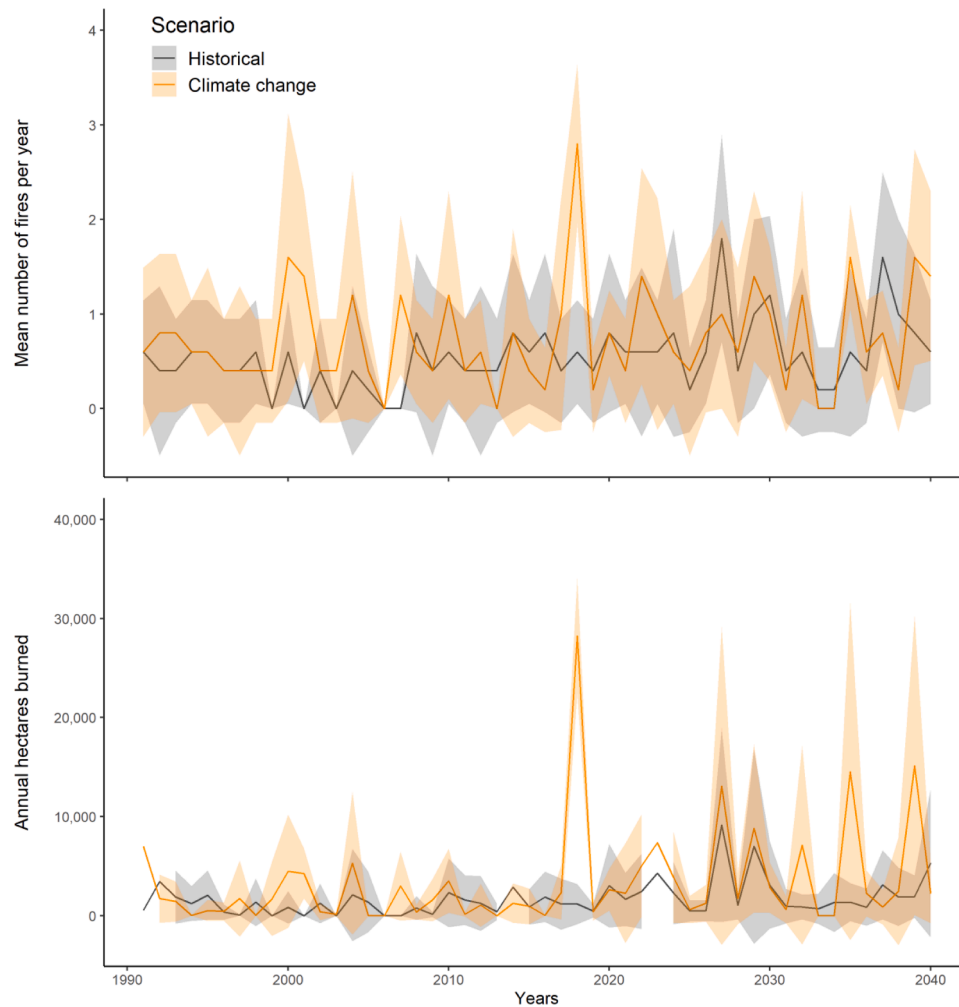 Scenario
Historical
Climate change
Mean number of fires per year
4
3
2
1
0
Annual hectares burned
40,000
30,000
20,000
10,000
0
1990
2000
2010
2020
2030
2040
Years